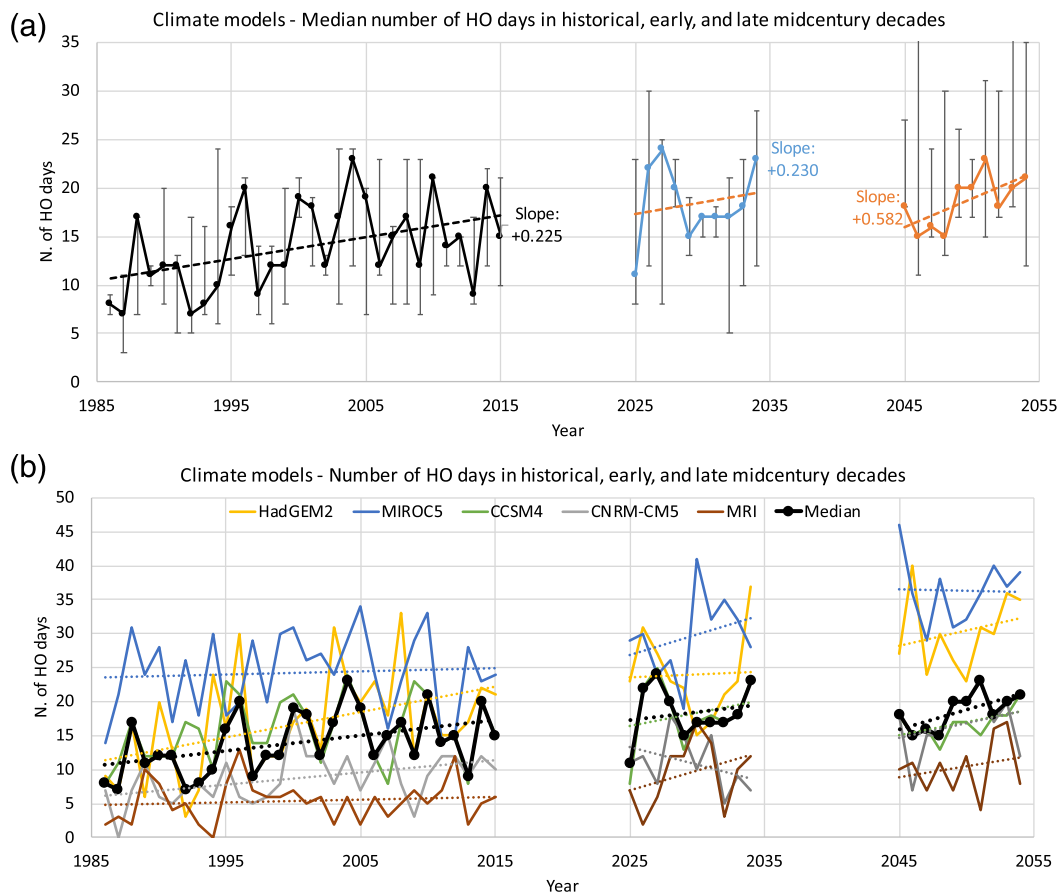 (a)
Climate models - Median number of HO days in historical, early, and late midcentury decades
35
30
25
20
15
10
5
0
N. of HO days
Slope:
+0.225
Slope:
+0.230
Slope:
+0.582
1985
1995
2005
2015
2025
2035
2045
2055
Year
(b)
Climate models - Number of HO days in historical, early, and late midcentury decades
50
45
40
35
30
25
20
15
10
5
0
N. of HO days
HadGEM2
MIROC5
CCSM4
CNRM-CM5
MRI
Median
1985
1995
2005
2015
2025
2035
2045
2055
Year